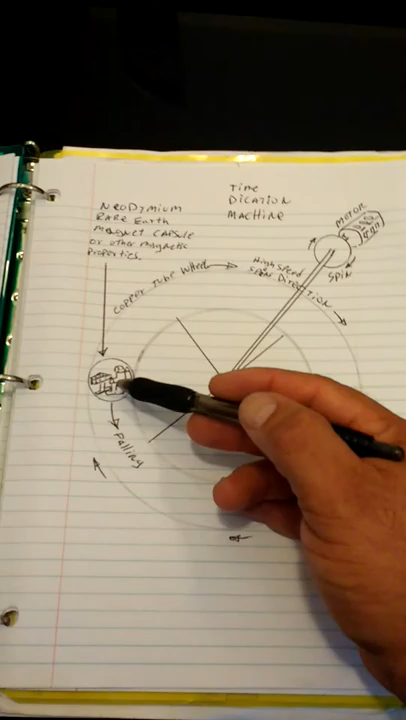 Time
DICATION
MACHINE
NEODYMIUM
RARE Earth
magnet CAPSULE
or other magnetic
Properties.
MOTOR
SPIN
COPPER TUBE WHeel
High speed
SPIN DIRECTION
Falling